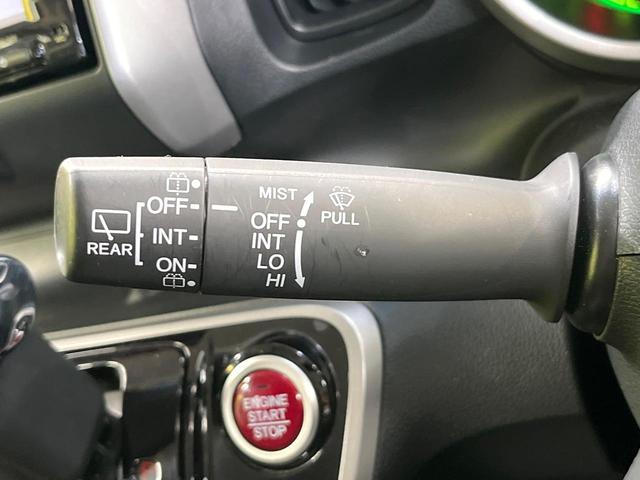 MIST
OFF
OFF
PULL
REAR
INT
INT
ON
LO
HI
ENGINE
START
STOP